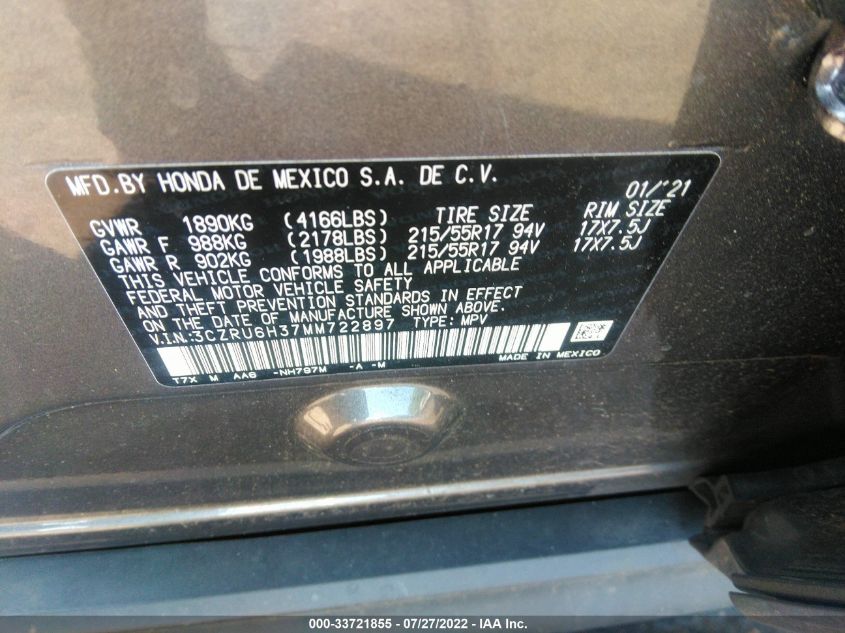 MFD.BY HONDA DE MEXICO S.A. DE C.V.
01/'21
GVWR 1890KG (4166LBS) TIRE SIZE RIM SIZE
GAWR F 988KG (2178LBS) 215/55R17 94V 17X7.5J
GAWR R 902KG (1988LBS) 215/55R17 94V 17X7.5J
THIS VEHICLE CONFORMS TO ALL APPLICABLE
FEDERAL MOTOR VEHICLE SAFETY
AND THEFT PREVENTION STANDARDS IN EFFECT
ON THE DATE OF MANUFACTURE SHOWN ABOVE.
V.I.N.:3CZRU6H37MM722897 TYPE: MPV
MADE IN MEXICO
T7X M AA6 -NH797M -A -M
000-33721855 - 07/27/2022 - IAA Inc.